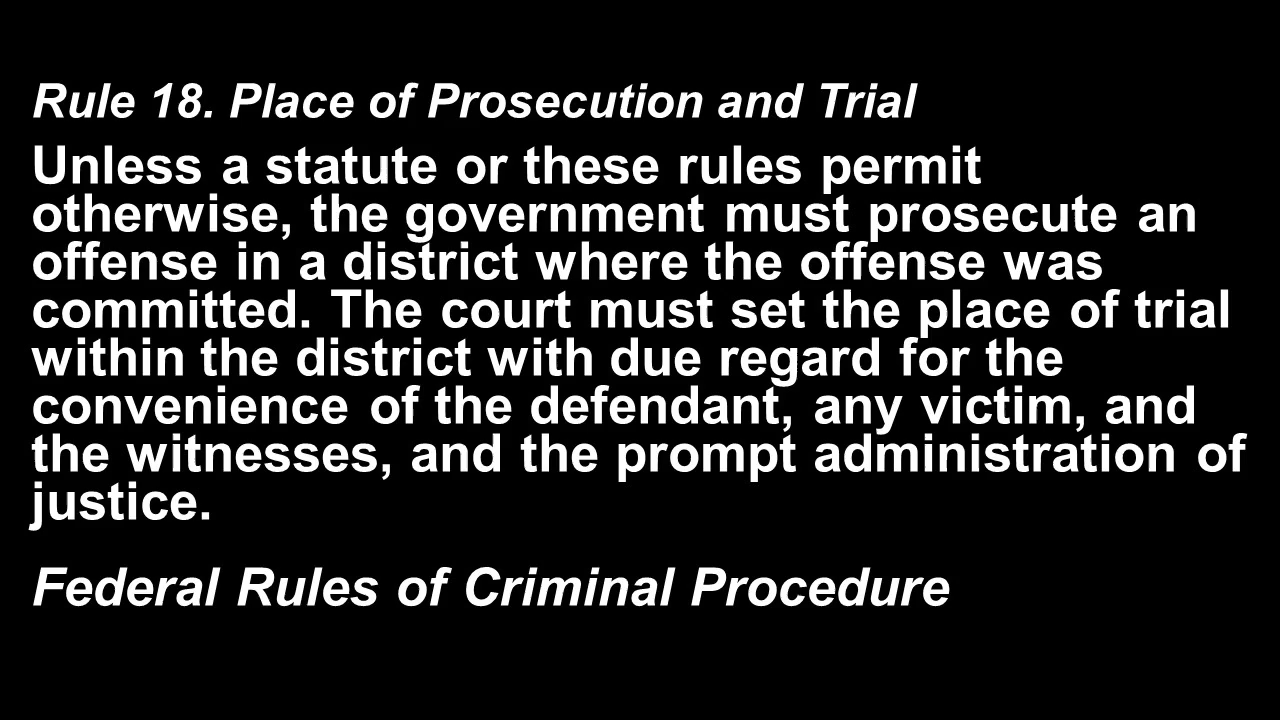 Rule 18. Place of Prosecution and Trial
Unless a statute or these rules permit
otherwise, the government must prosecute an
offense in a district where the offense was
committed. The court must set the place of trial
within the district with due regard for the
convenience of the defendant, any victim, and
the witnesses, and the prompt administration of
justice.
Federal Rules of Criminal Procedure